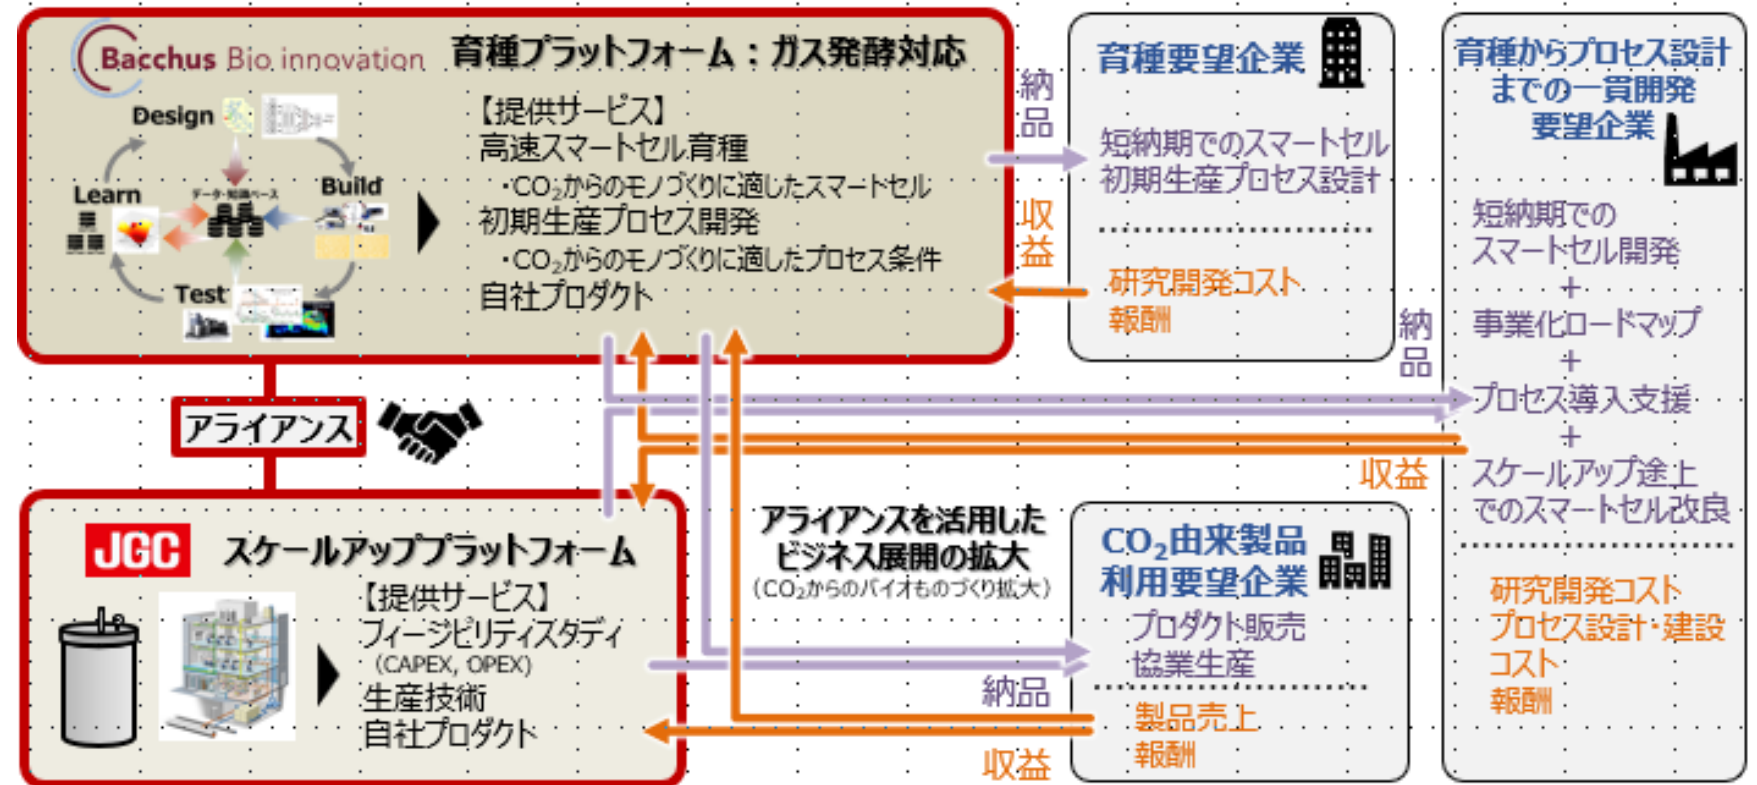 Bacchus Bio innovation
育種プラットフォーム：ガス発酵対応
Design
Build
Test
Learn
データ・知識ベース
【提供サービス】
高速スマートセル育種
・CO₂からのモノづくりに適したスマートセル
初期生産プロセス開発
・CO₂からのモノづくりに適したプロセス条件
自社プロダクト
納品
収益
育種要望企業
短納期でのスマートセル
初期生産プロセス設計
研究開発コスト
報酬
育種からプロセス設計
までの一貫開発
要望企業
短納期での
スマートセル開発
+
事業化ロードマップ
+
プロセス導入支援
+
スケールアップ途上
でのスマートセル改良
研究開発コスト
プロセス設計・建設
コスト
報酬
納品
収益
アライアンス
JGC
スケールアッププラットフォーム
【提供サービス】
フィージビリティスタディ
（CAPEX, OPEX）
生産技術
自社プロダクト
アライアンスを活用した
ビジネス展開の拡大
（CO₂からのバイオものづくり拡大）
納品
収益
CO₂由来製品
利用要望企業
プロダクト販売
協業生産
製品売上
報酬